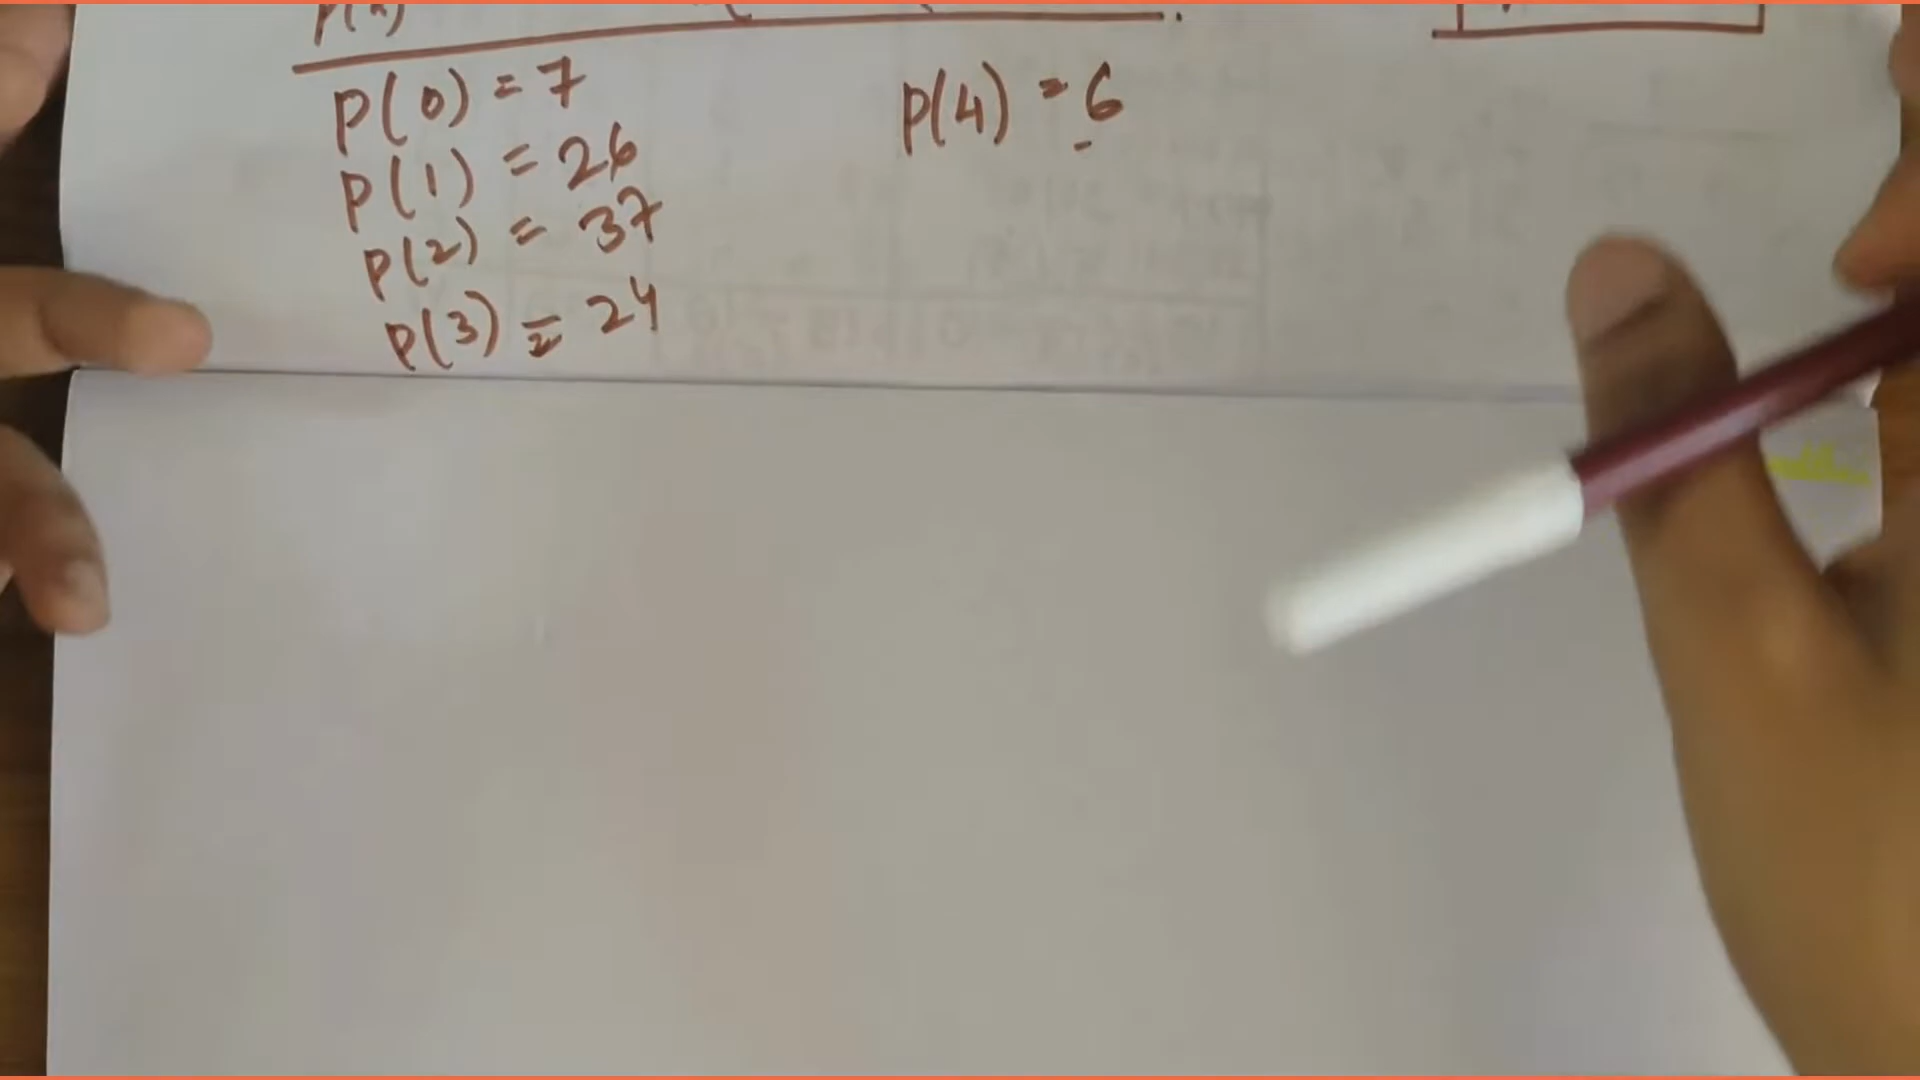 P(0) = 7
P(1) = 26
P(2) = 37
P(3) = 24
P(4) = 6